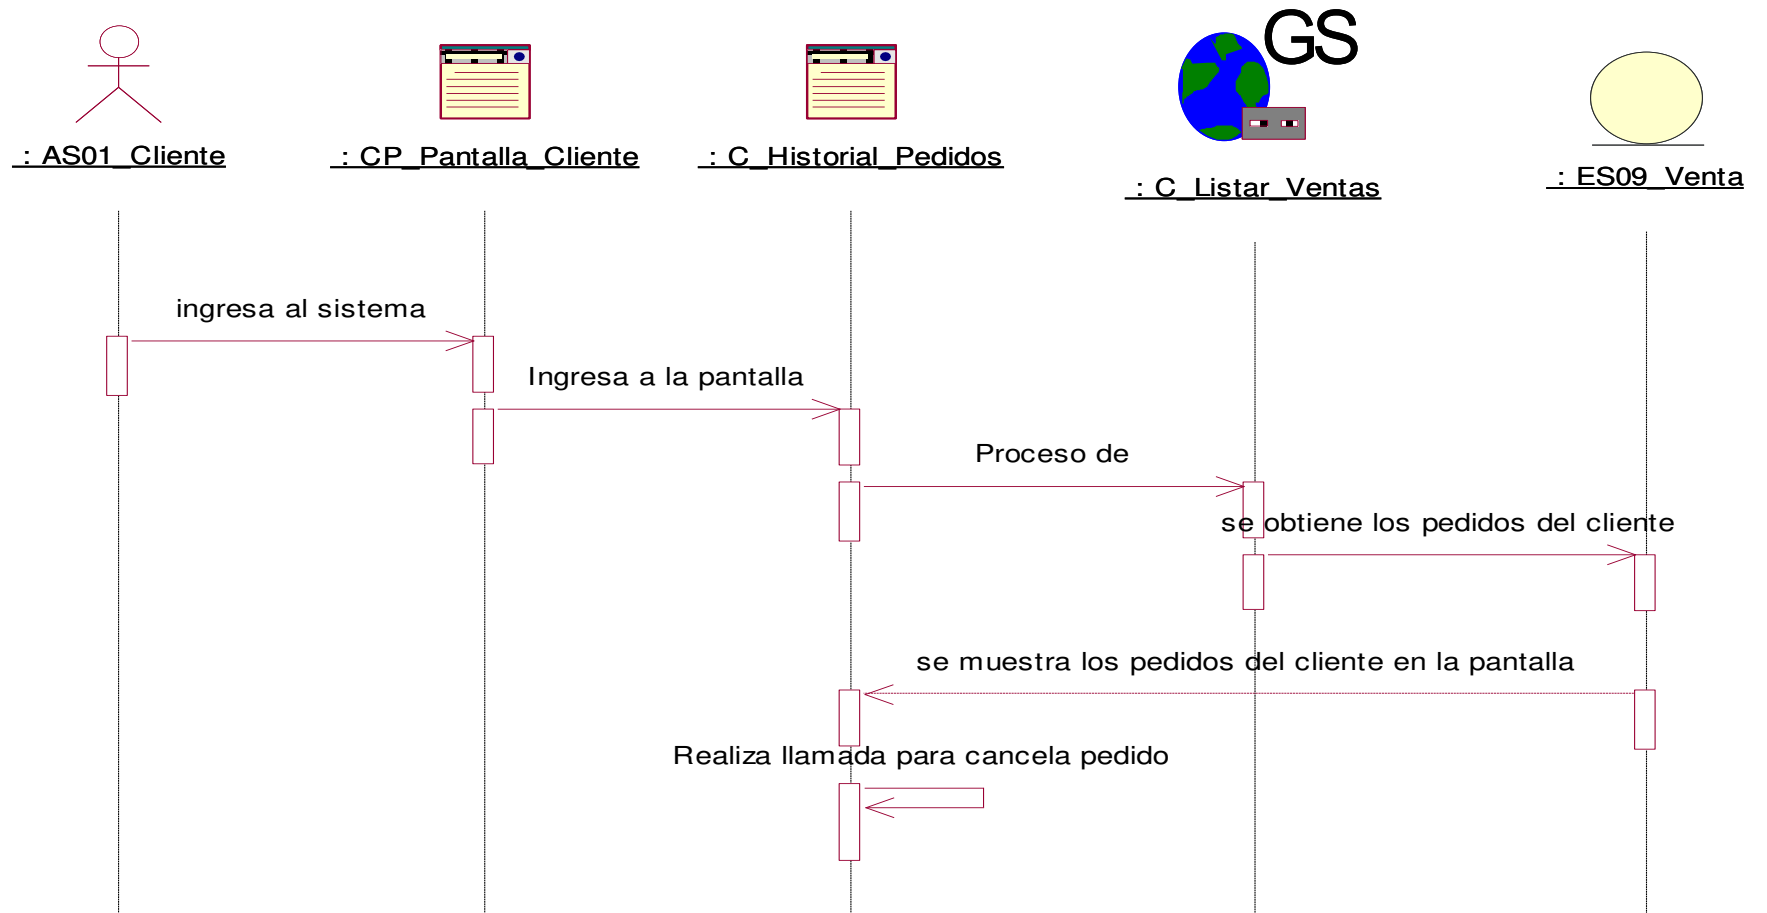 GS
: AS01_Cliente
: CP_Pantalla_Cliente
: C_Historial_Pedidos
: C_Listar_Ventas
: ES09_Venta
ingresa al sistema
Ingresa a la pantalla
Proceso de
se obtiene los pedidos del cliente
se muestra los pedidos del cliente en la pantalla
Realiza llamada para cancela pedido